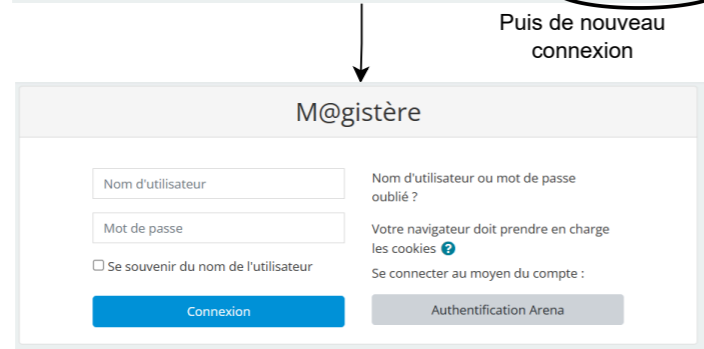 Puis de nouveau
connexion
M@gistère
Nom d'utilisateur
Mot de passe
Se souvenir du nom de l'utilisateur
Connexion
Nom d'utilisateur ou mot de passe
oublié ?
Votre navigateur doit prendre en charge
les cookies ?
Se connecter au moyen du compte :
Authentification Arena